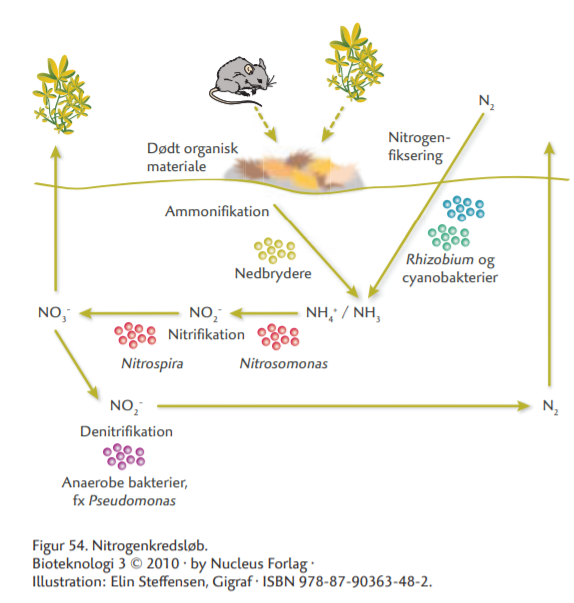 N₂
Nitrogen-
fiksering
Dødt organisk
materiale
Ammonifikation
Nedbrydere
Rhizobium og
cyanobakterier
NO₃⁻
NO₂⁻
NH₄⁺ / NH₃
Nitrifikation
Nitrospira
Nitrosomonas
NO₂⁻
N₂
Denitrifikation
Anaerobe bakterier,
fx Pseudomonas
Figur 54. Nitrogenkredsløb.
Bioteknologi 3 © 2010 · by Nucleus Forlag ·
Illustration: Elin Steffensen, Gigraf · ISBN 978-87-90363-48-2.